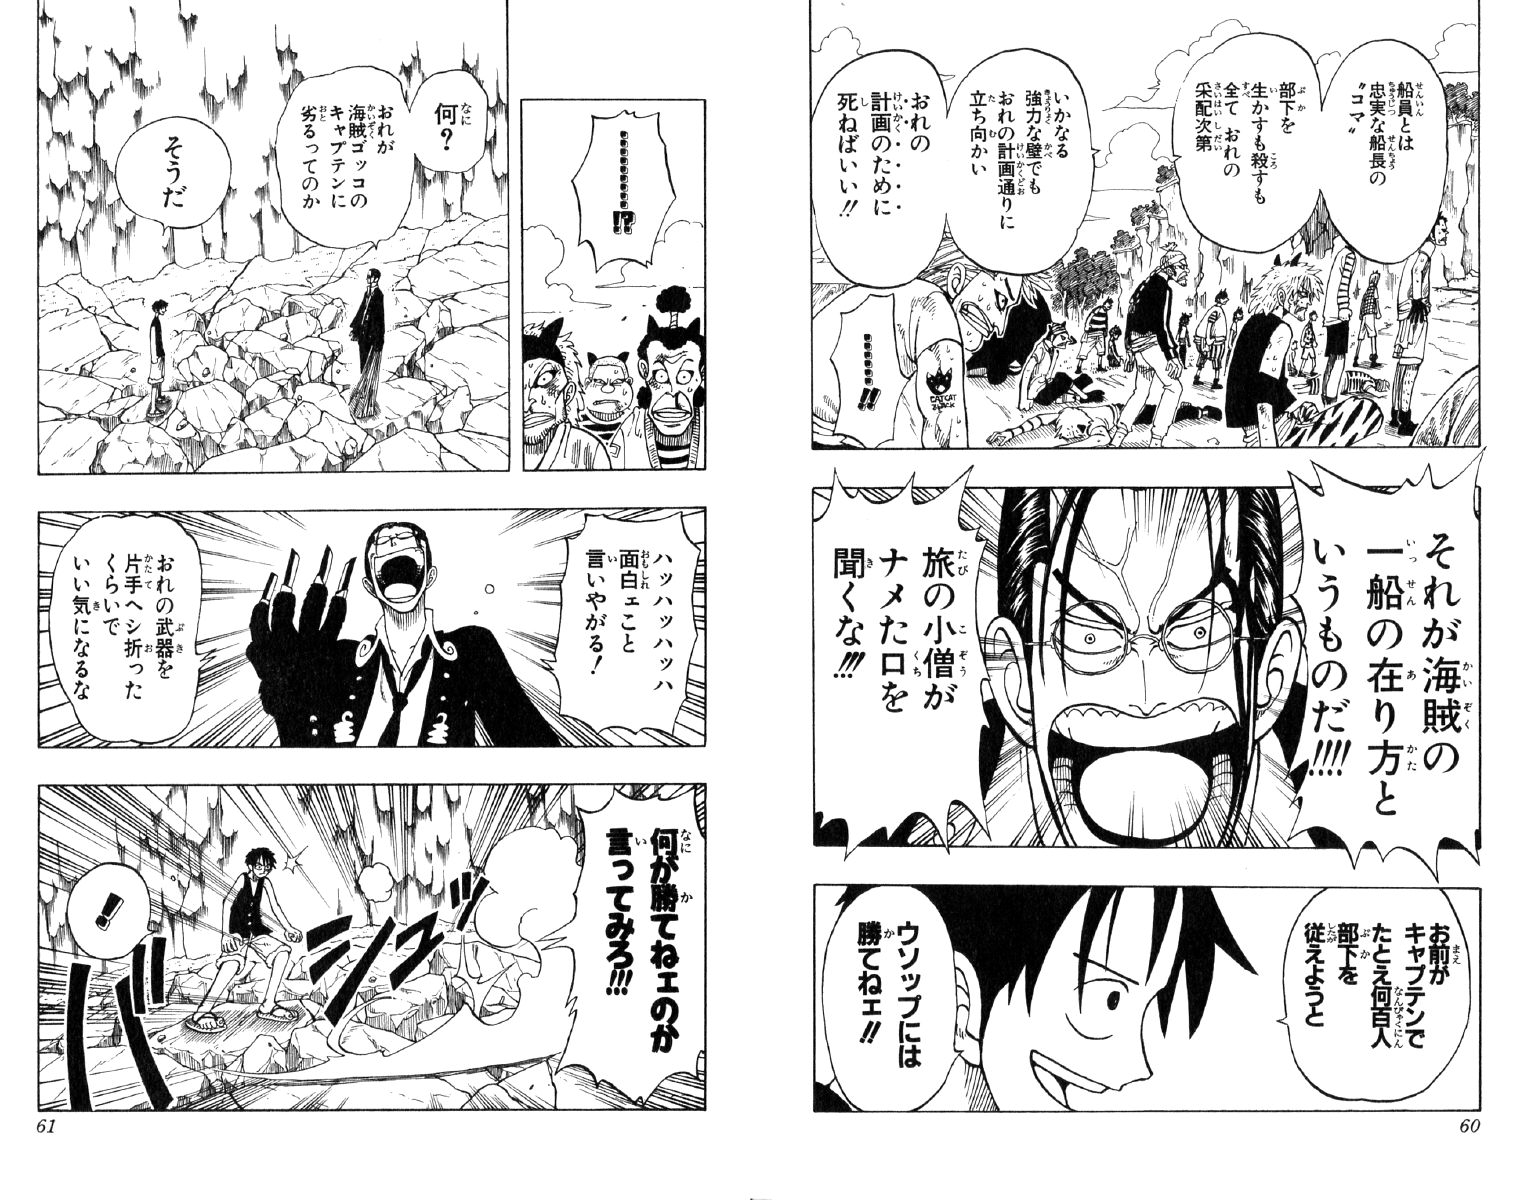 船員とは
忠実な船長の
〝コマ〟
部下を
生かすも殺すも
全て おれの
采配次第
いかなる
強力な壁でも
おれの計画通りに
立ち向かい
おれの
計画のために
死ねばいい!!
………!!
CAT CAT
BLACK
それが海賊の
一船の在り方と
いうものだ!!!!
旅の小僧が
ナメた口を
聞くな!!!
お前が
キャプテンで
たとえ何百人
部下を
従えようと
ウソップには
勝てねェ!!
60
…………!?
何?
おれが
海賊ゴッコの
キャプテンに
劣るってのか
そうだ
ハッハッハッハッハ
面白ェこと
言いやがる!
おれの武器を
片手ヘシ折った
くらいで
いい気になるな
何が勝てねェのか
言ってみろ!!!
シュッ
!
バババ
61